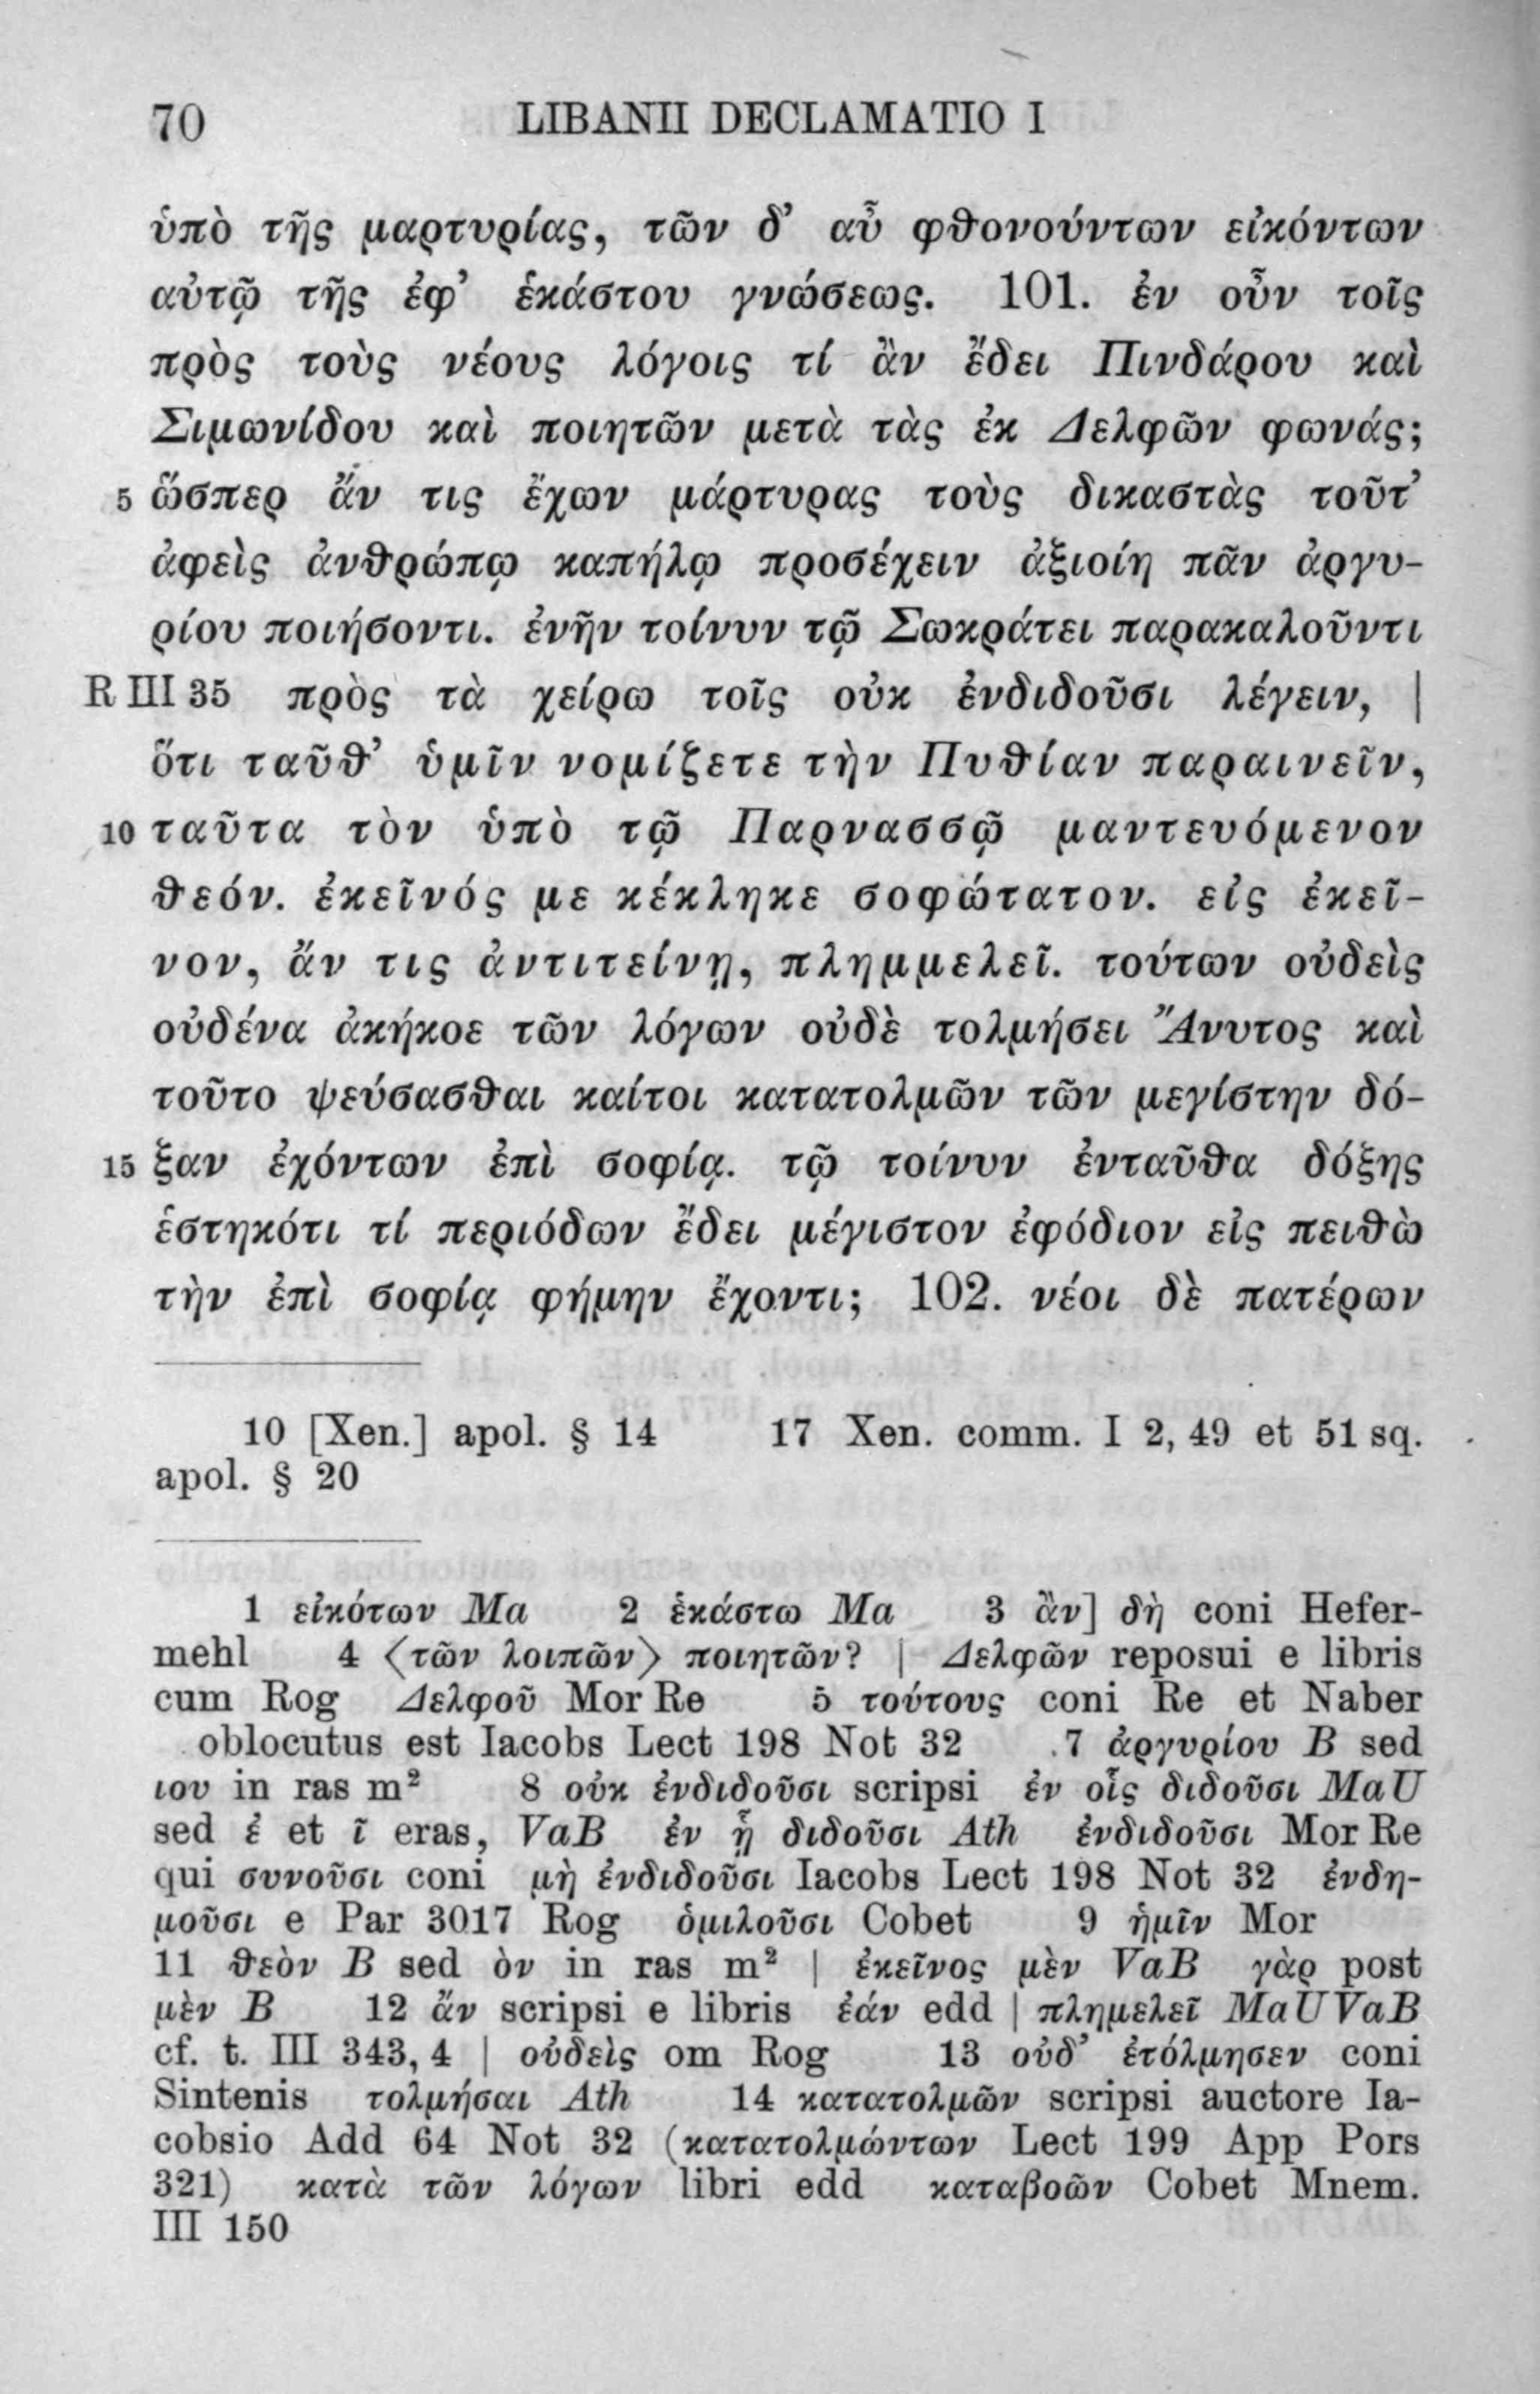 70 LIBANII DECLAMATIO I
ὑπὸ τῆς μαρτυρίας, τῶν δ’ αὖ φθονούντων εἰκόντων
αὐτῷ τῆς ἐφ’ ἑκάστου γνώσεως. 101. ἐν οὖν τοῖς
πρὸς τοὺς νέους λόγοις τί ἂν ἔδει Πινδάρου καὶ
Σιμωνίδου καὶ ποιητῶν μετὰ τὰς ἐκ Δελφῶν φωνάς;
5 ὥσπερ ἄν τις ἔχων μάρτυρας τοὺς δικαστὰς τοῦτ’
ἀφεὶς ἀνθρώπῳ καπήλῳ προσέχειν ἀξιοίη πᾶν ἀργυ-
ρίου ποιήσοντι. ἐνῆν τοίνυν τῷ Σωκράτει παρακαλοῦντι
R III 35 πρὸς τὰ χείρω τοῖς οὐκ ἐνδιδοῦσι λέγειν, |
ὅτι ταῦθ’ ὑμῖν νομίζετε τὴν Πυθίαν παραινεῖν,
10 ταῦτα τὸν ὑπὸ τῷ Παρνασσῷ μαντευόμενον
θεόν. ἐκεῖνός με κέκληκε σοφώτατον. εἰς ἐκεῖ-
νον, ἄν τις ἀντιτείνῃ, πλημμελεῖ. τούτων οὐδεὶς
οὐδένα ἀκήκοε τῶν λόγων οὐδὲ τολμήσει Ἄνυτος καὶ
τοῦτο ψεύσασθαι καίτοι κατατολμῶν τῶν μεγίστην δό-
15 ξαν ἐχόντων ἐπὶ σοφίᾳ. τῷ τοίνυν ἐνταῦθα δόξης
ἑστηκότι τί περιόδων ἔδει μέγιστον ἐφόδιον εἰς πειθὼ
τὴν ἐπὶ σοφίᾳ φήμην ἔχοντι; 102. νέοι δὲ πατέρων
10 [Xen.] apol. § 14 17 Xen. comm. I 2, 49 et 51 sq.
apol. § 20
1 εἰκότων Ma 2 ἑκάστω Ma 3 ἂν] δὴ coni Hefer-
mehl 4 ⟨τῶν λοιπῶν⟩ ποιητῶν? | Δελφῶν reposui e libris
cum Rog Δελφοῦ Mor Re 5 τούτους coni Re et Naber
oblocutus est Iacobs Lect 198 Not 32 7 ἀργυρίου B sed
ιου in ras m² 8 οὐκ ἐνδιδοῦσι scripsi ἐν οἷς διδοῦσι MaU
sed ἐ et ῖ eras, VaB ἐν ᾗ διδοῦσι Ath ἐνδιδοῦσι Mor Re
qui συνοῦσι coni μὴ ἐνδιδοῦσι Iacobs Lect 198 Not 32 ἐνδη-
μοῦσι e Par 3017 Rog ὁμιλοῦσι Cobet 9 ἡμῖν Mor
11 θεὸν B sed ὸν in ras m² | ἐκεῖνος μὲν VaB γὰρ post
μὲν B 12 ἄν scripsi e libris ἐάν edd | πλημελεῖ MaUVaB
cf. t. III 343, 4 | οὐδεὶς om Rog 13 οὐδ’ ἐτόλμησεν coni
Sintenis τολμήσαι Ath 14 κατατολμῶν scripsi auctore Ia-
cobsio Add 64 Not 32 (κατατολμώντων Lect 199 App Pors
321) κατὰ τῶν λόγων libri edd καταβοῶν Cobet Mnem.
III 150